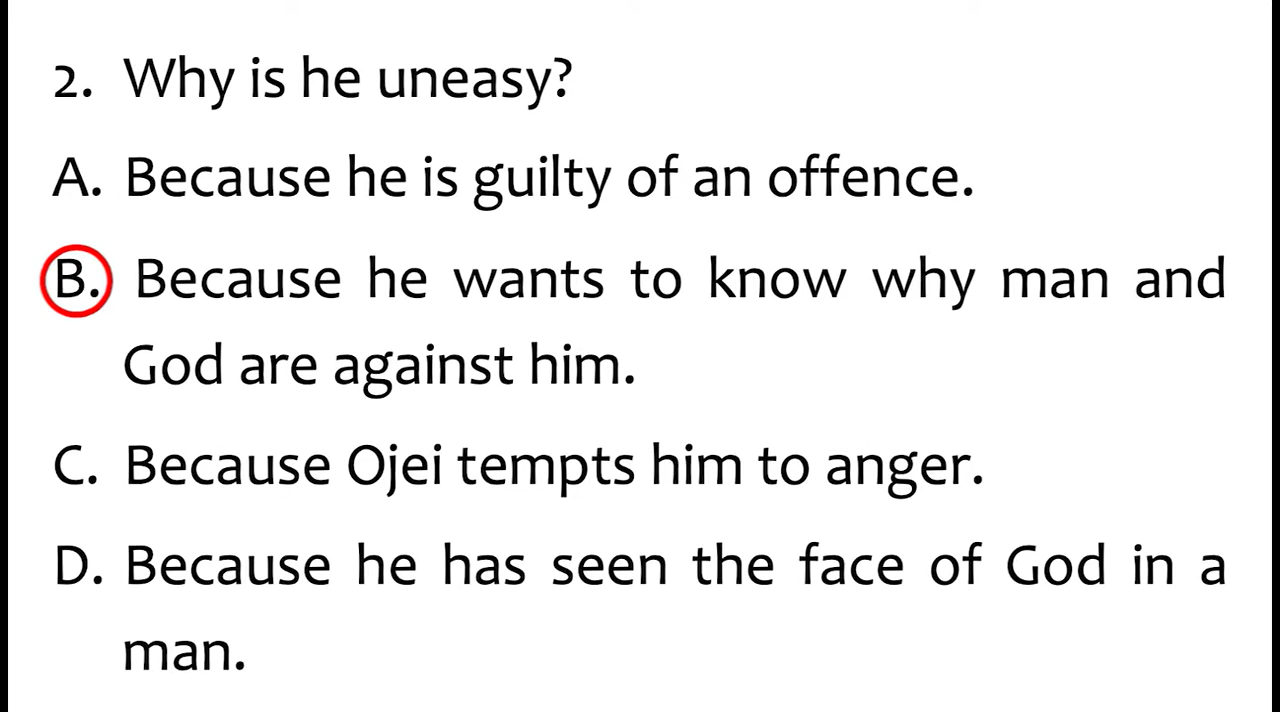 2. Why is he uneasy?
A. Because he is guilty of an offence.
B. Because he wants to know why man and
God are against him.
C. Because Ojei tempts him to anger.
D. Because he has seen the face of God in a
man.